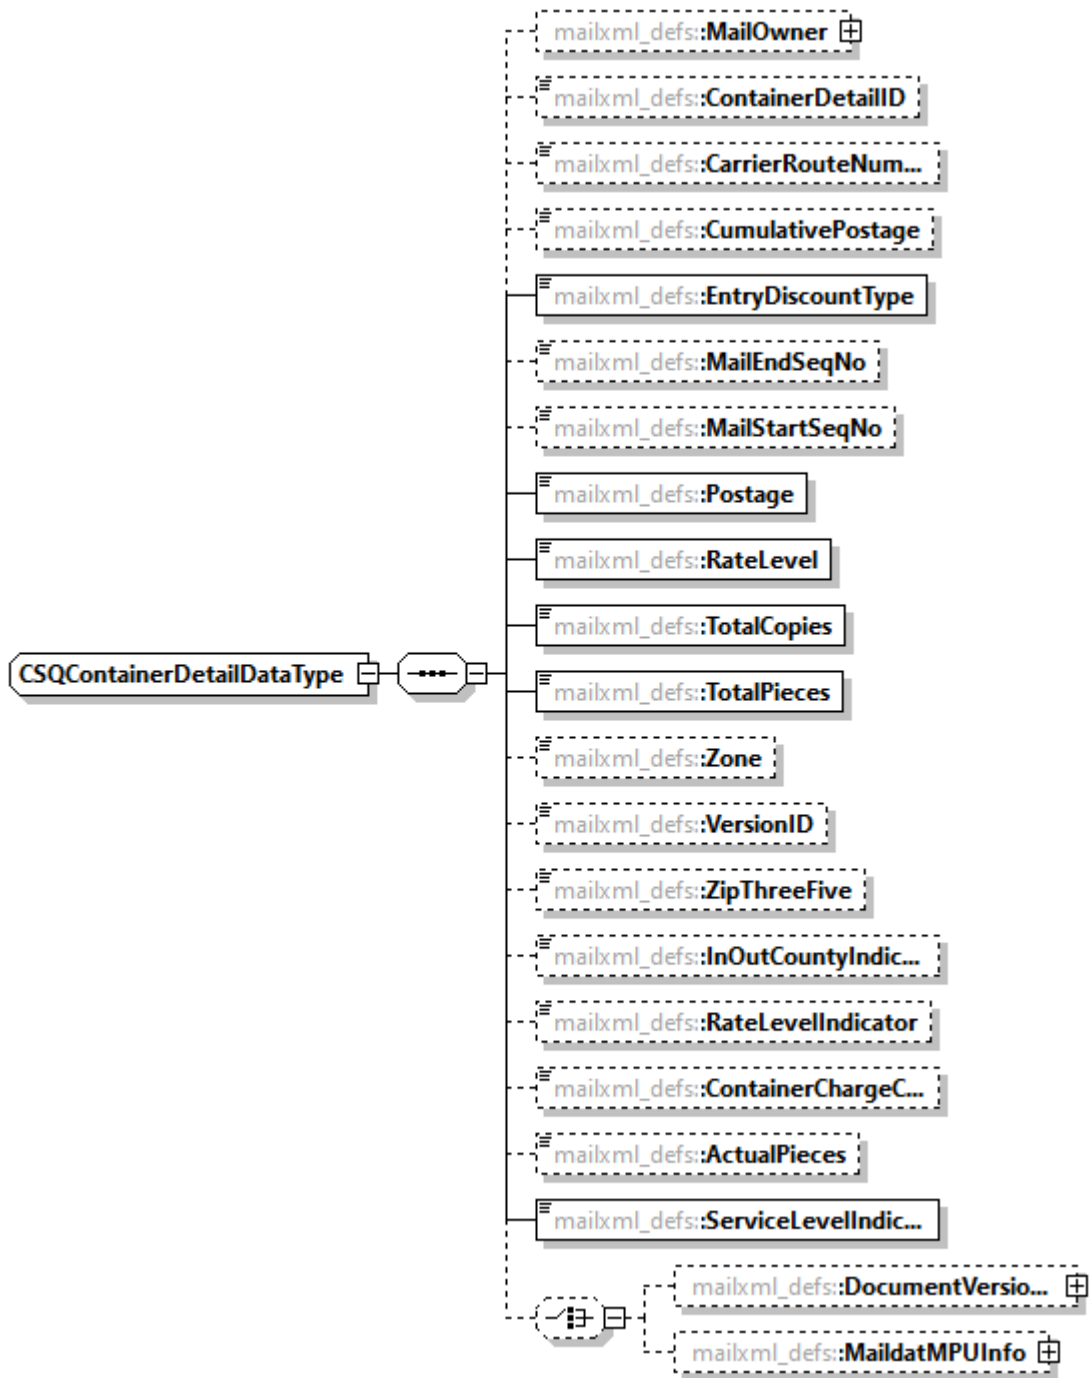 mailxml_defs::MailOwner
mailxml_defs::ContainerDetailID
mailxml_defs::CarrierRouteNum...
mailxml_defs::CumulativePostage
mailxml_defs::EntryDiscountType
mailxml_defs::MailEndSeqNo
mailxml_defs::MailStartSeqNo
mailxml_defs::Postage
mailxml_defs::RateLevel
mailxml_defs::TotalCopies
CSQContainerDetailDataType
mailxml_defs::TotalPieces
mailxml_defs::Zone
mailxml_defs::VersionID
mailxml_defs::ZipThreeFive
mailxml_defs::InOutCountyIndic...
mailxml_defs::RateLevelIndicator
mailxml_defs::ContainerChargeC...
mailxml_defs::ActualPieces
mailxml_defs::ServiceLevelIndic...
mailxml_defs::DocumentVersio...
mailxml_defs::MaildatMPUInfo